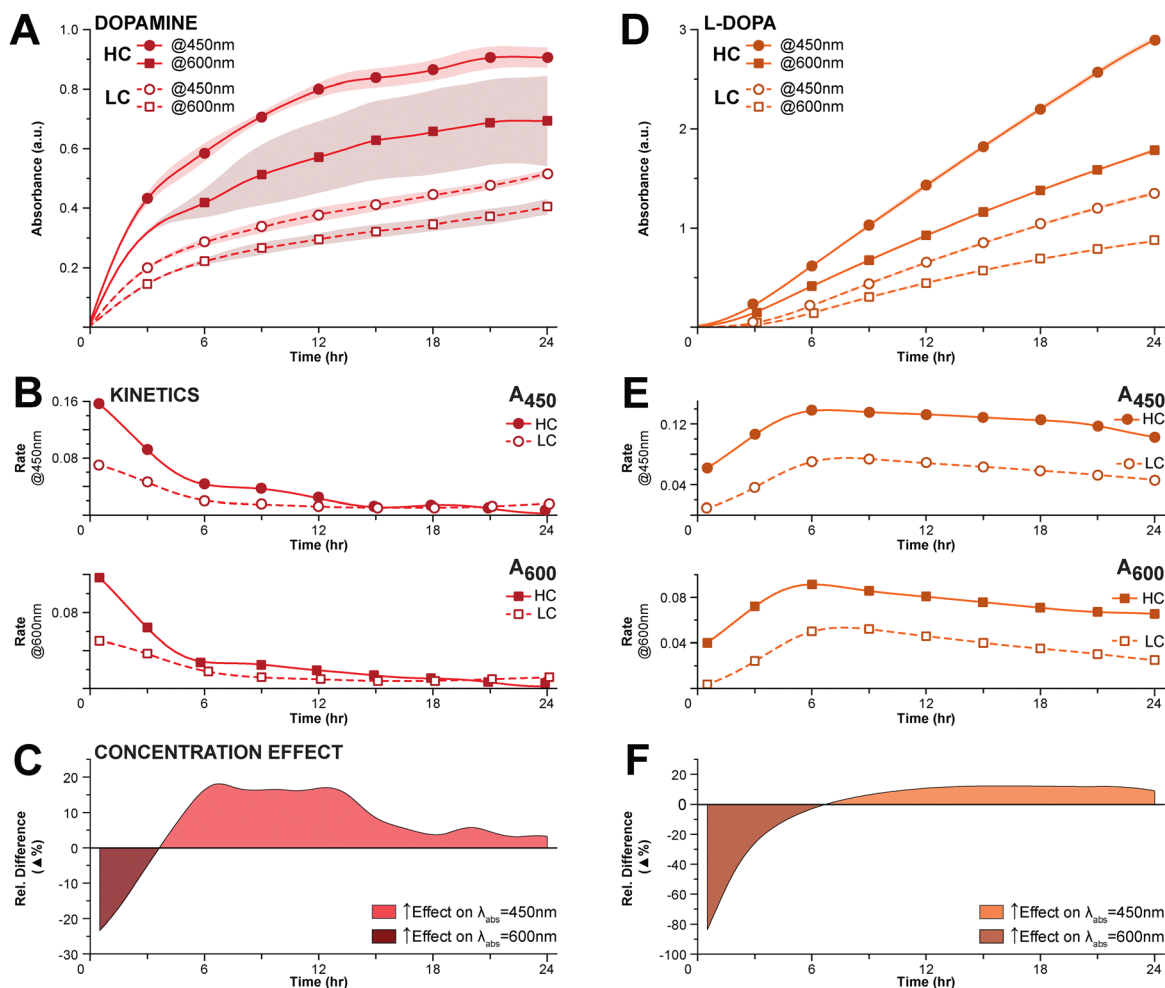 A
DOPAMINE
HC
@450nm
@600nm
LC
@450nm
@600nm
1.0
0.8
0.6
0.4
0.2
Absorbance (a.u.)
0
6
12
18
24
Time (hr)
B
KINETICS
A450
HC
LC
0.16
0.08
Rate
@450nm
0
6
12
18
24
Time (hr)
A600
HC
LC
0.08
Rate
@600nm
0
6
12
18
24
Time (hr)
C
CONCENTRATION EFFECT
20
10
0
-10
-20
-30
Rel. Difference
(▲%)
↑Effect on λabs=450nm
↑Effect on λabs=600nm
0
6
12
18
24
Time (hr)
D
L-DOPA
HC
@450nm
@600nm
LC
@450nm
@600nm
3
2
1
Absorbance (a.u.)
0
6
12
18
24
Time (hr)
E
A450
HC
LC
0.12
0.04
Rate
@450nm
0
6
12
18
24
Time (hr)
A600
HC
LC
0.08
0.04
Rate
@600nm
0
6
12
18
24
Time (hr)
F
20
0
-20
-40
-60
-80
-100
Rel. Difference
(▲%)
↑Effect on λabs=450nm
↑Effect on λabs=600nm
0
6
12
18
24
Time (hr)